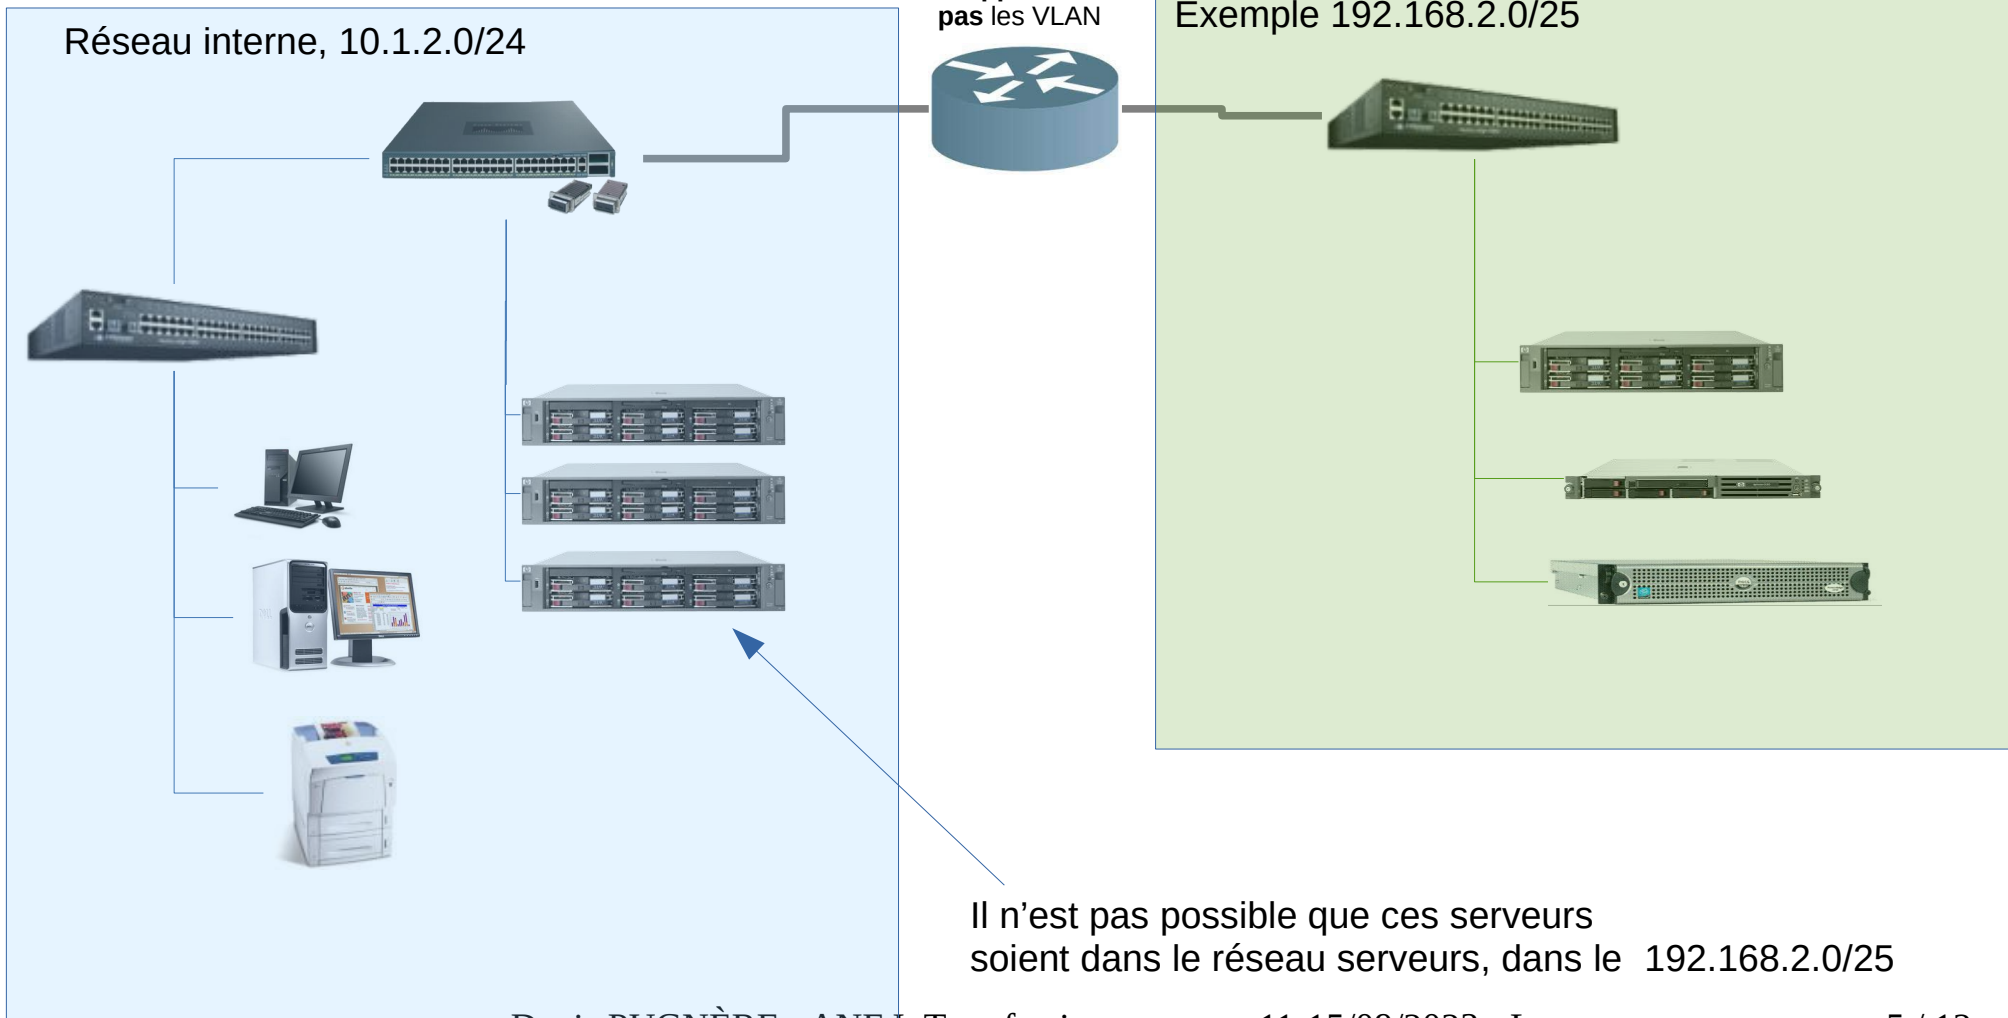 pas les VLAN
Exemple 192.168.2.0/25
Réseau interne, 10.1.2.0/24
Il n’est pas possible que ces serveurs
soient dans le réseau serveurs, dans le 192.168.2.0/25